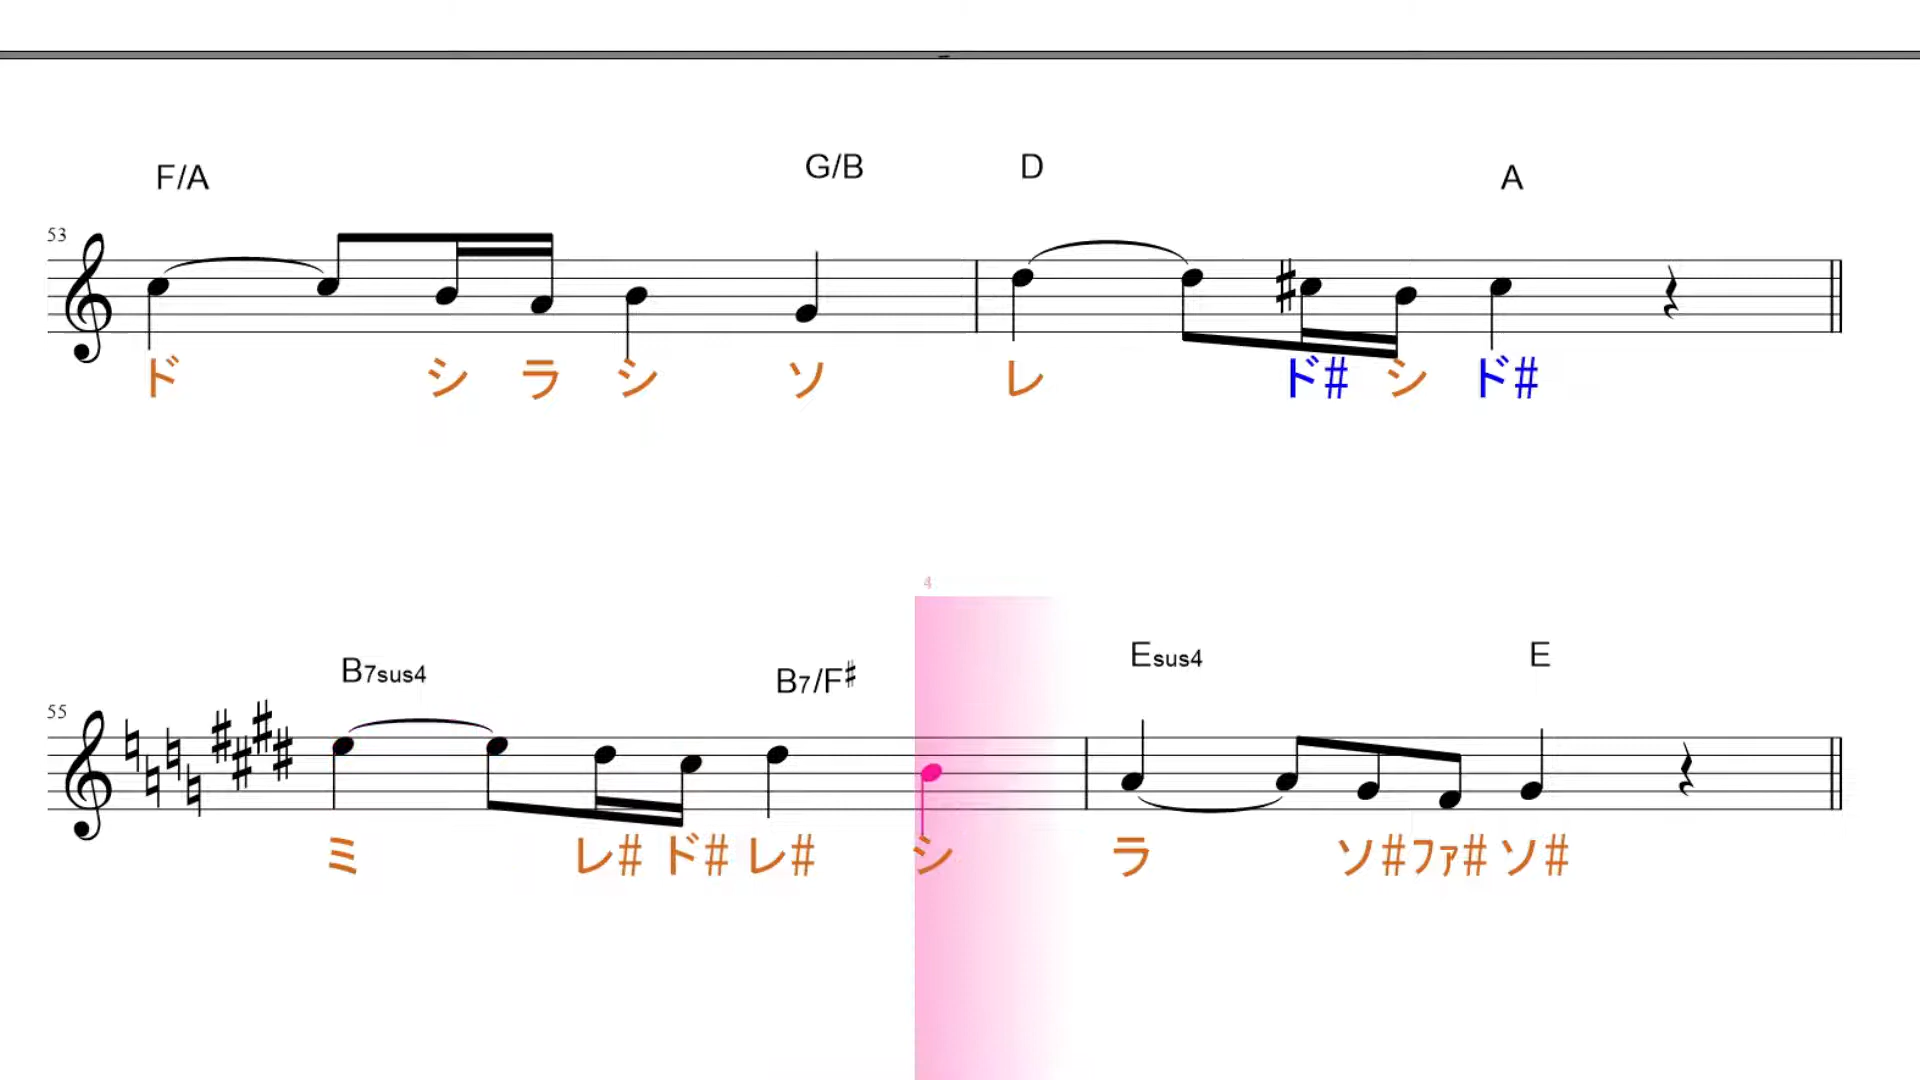 F/A G/B D A
53
ド シ ラ シ ソ レ ド# シ ド#
4
B7sus4 B7/F♯ Esus4 E
55
ミ レ# ド# レ# シ ラ ソ# ファ# ソ#